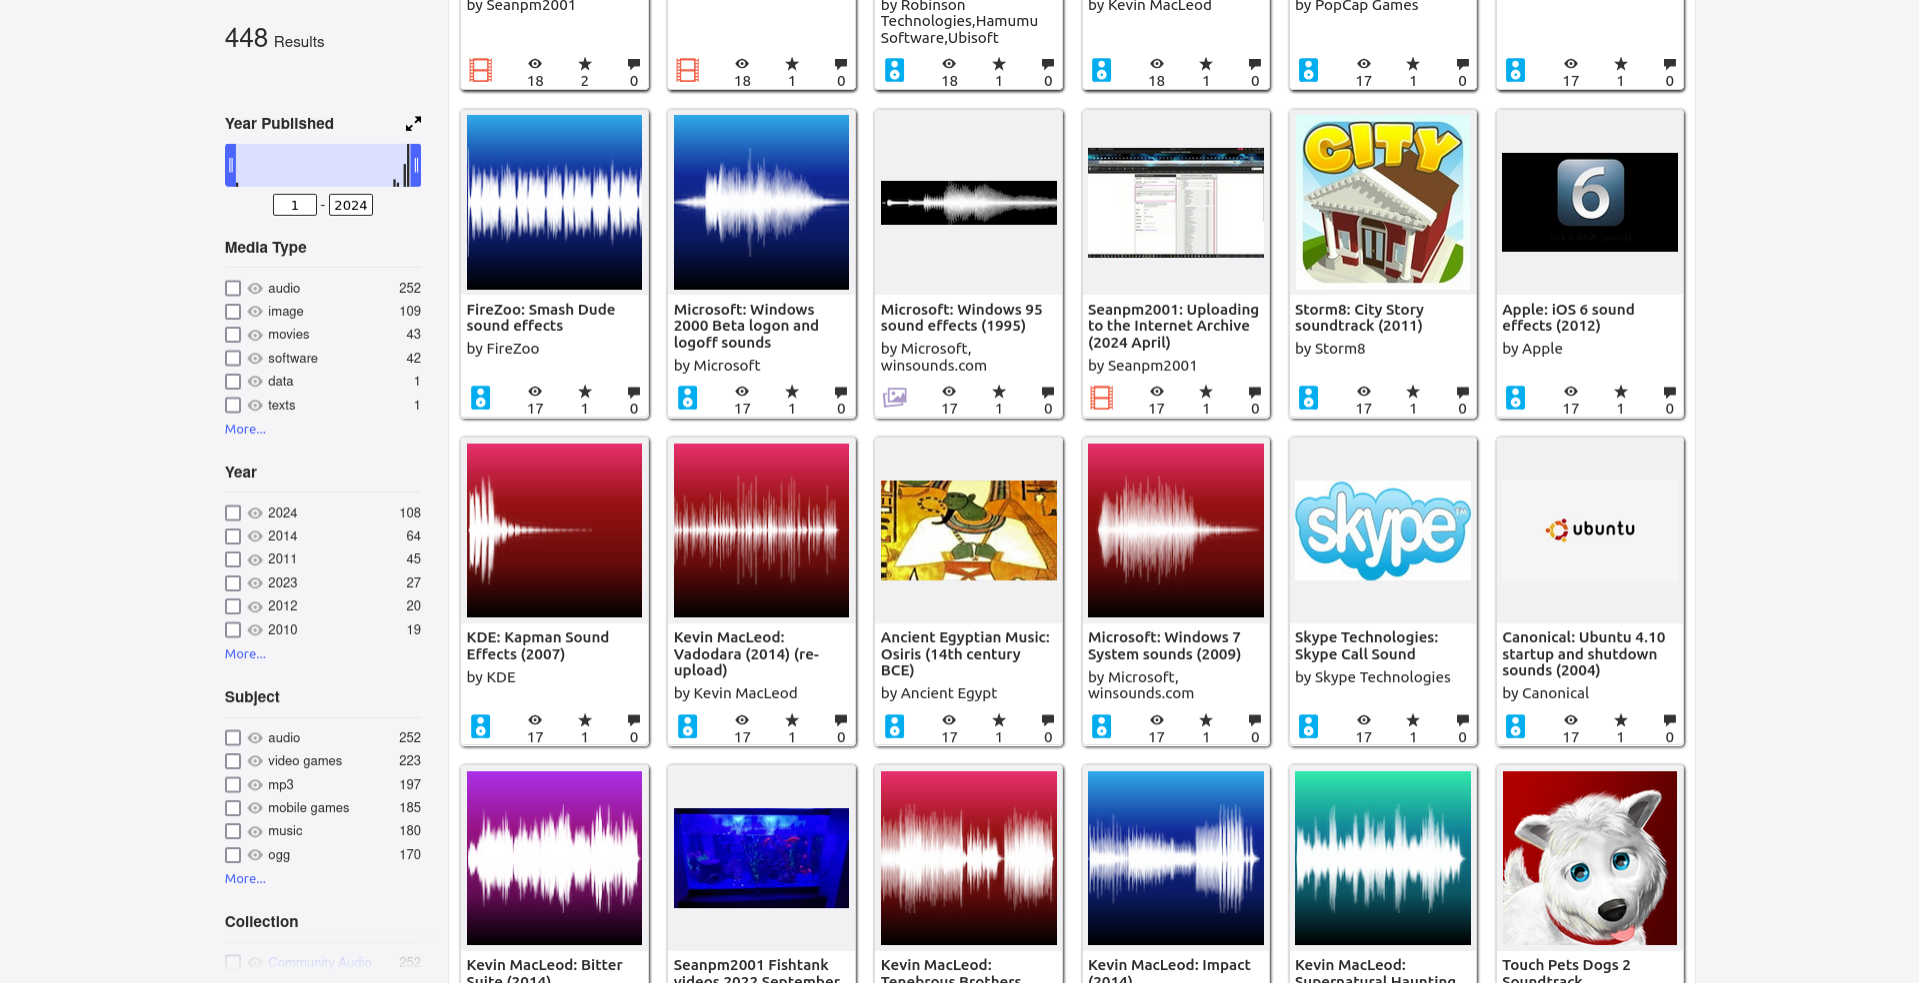 448 Results
Year Published
1 - 2024
Media Type
audio 252
image 109
movies 43
software 42
data 1
texts 1
More...
Year
2024 108
2014 64
2011 45
2023 27
2012 20
2010 19
More...
Subject
audio 252
video games 223
mp3 197
mobile games 185
music 180
ogg 170
More...
Collection
Community Audio 252
by Seanpm2001
18 2 0
18 1 0
by Robinson
Technologies,Hamumu
Software,Ubisoft
18 1 0
by Kevin MacLeod
18 1 0
by PopCap Games
17 1 0
17 1 0
FireZoo: Smash Dude
sound effects
by FireZoo
17 1 0
Microsoft: Windows
2000 Beta logon and
logoff sounds
by Microsoft
17 1 0
Microsoft: Windows 95
sound effects (1995)
by Microsoft,
winsounds.com
17 1 0
Seanpm2001: Uploading
to the Internet Archive
(2024 April)
by Seanpm2001
17 1 0
CITY
Storm8: City Story
soundtrack (2011)
by Storm8
17 1 0
6
Apple: iOS 6 sound
effects (2012)
by Apple
17 1 0
KDE: Kapman Sound
Effects (2007)
by KDE
17 1 0
Kevin MacLeod:
Vadodara (2014) (re-
upload)
by Kevin MacLeod
17 1 0
Ancient Egyptian Music:
Osiris (14th century
BCE)
by Ancient Egypt
17 1 0
Microsoft: Windows 7
System sounds (2009)
by Microsoft,
winsounds.com
17 1 0
skype TM
Skype Technologies:
Skype Call Sound
by Skype Technologies
17 1 0
ubuntu
Canonical: Ubuntu 4.10
startup and shutdown
sounds (2004)
by Canonical
17 1 0
Kevin MacLeod: Bitter
Suite (2014)
Seanpm2001 Fishtank
videos 2022 September
Kevin MacLeod:
Tenebrous Brothers
Kevin MacLeod: Impact
(2014)
Kevin MacLeod:
Supernatural Haunting
Touch Pets Dogs 2
Soundtrack